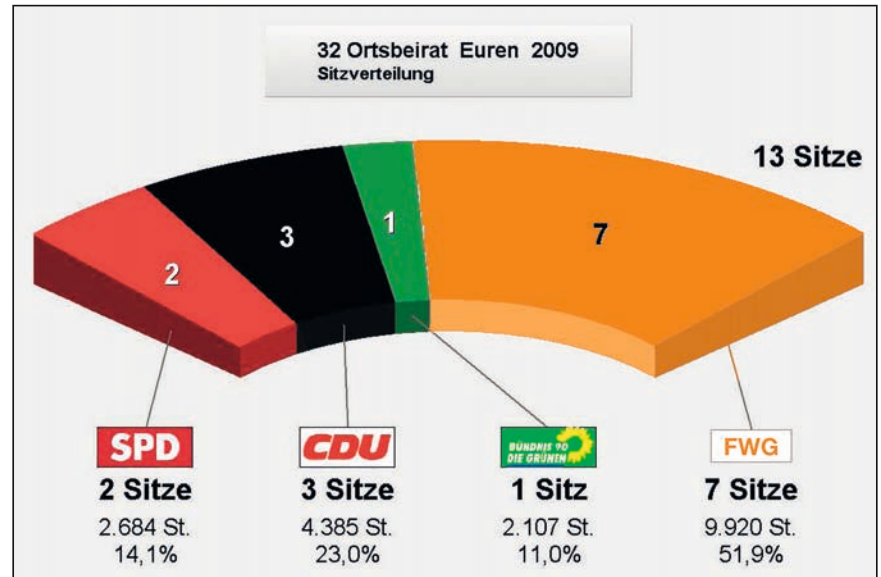 32 Ortsbeirat Euren 2009
Sitzverteilung
13 Sitze
2
3
1
7
SPD
CDU
BÜNDNIS 90
DIE GRÜNEN
FWG
2 Sitze
3 Sitze
1 Sitz
7 Sitze
2.684 St.
4.385 St.
2.107 St.
9.920 St.
14,1%
23,0%
11,0%
51,9%